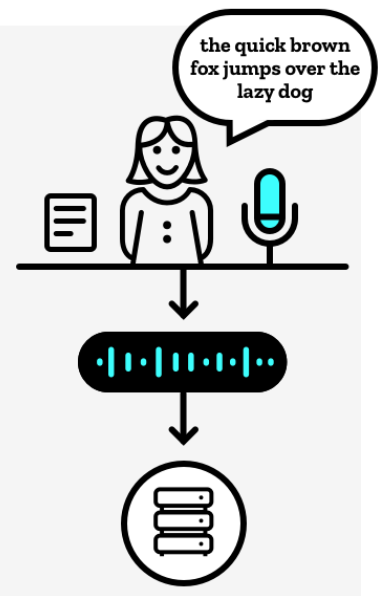 the quick brown
fox jumps over the
lazy dog